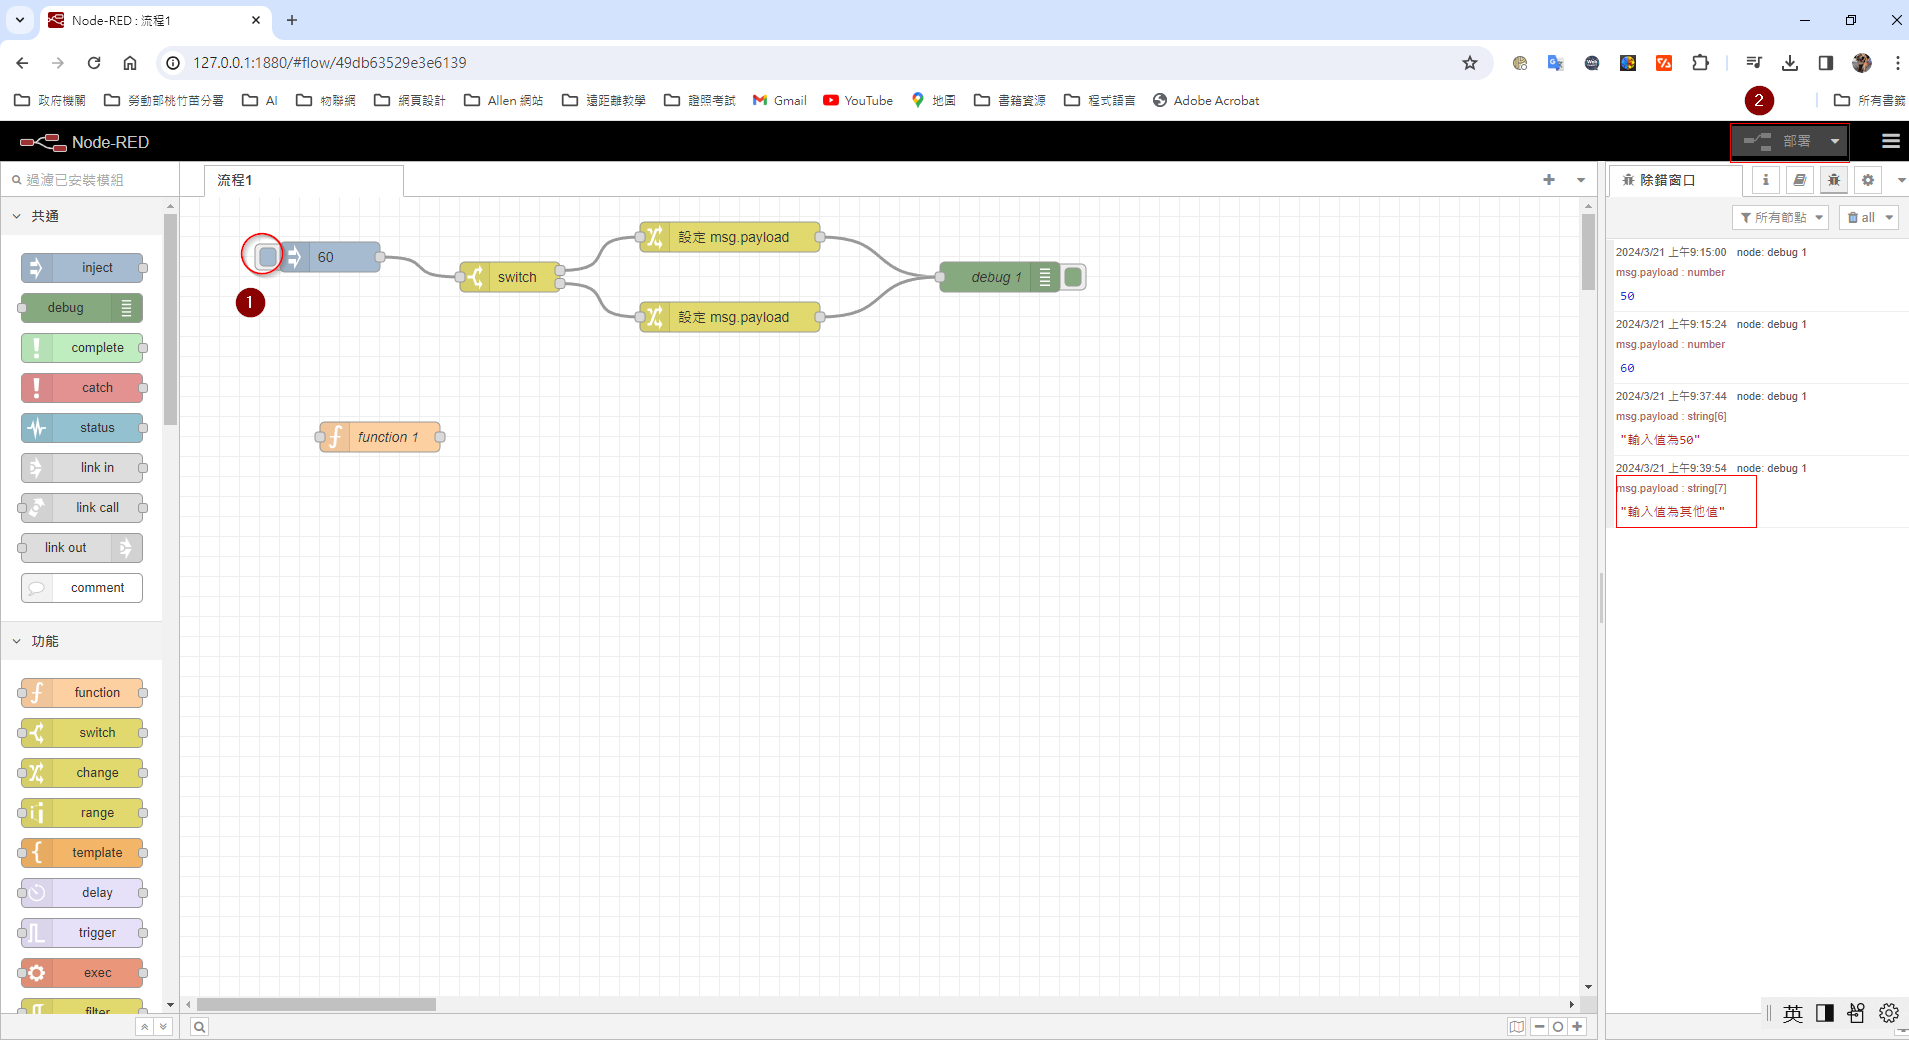 Node-RED : 流程1
127.0.0.1:1880/#flow/49db63529e3e6139
政府機關 勞動部桃竹苗分署 AI 物聯網 網頁設計 Allen 網站 遠距離教學 證照考試 Gmail YouTube 地圖 書籍資源 程式語言 Adobe Acrobat 所有書籤
2
Node-RED
部署
過濾已安裝模組
共通
inject
debug
complete
catch
status
link in
link call
link out
comment
功能
function
switch
change
range
template
delay
trigger
exec
filter
流程1
60
1
switch
設定 msg.payload
設定 msg.payload
debug 1
function 1
除錯窗口
所有節點
all
2024/3/21 上午9:15:00 node: debug 1
msg.payload : number
50
2024/3/21 上午9:15:24 node: debug 1
msg.payload : number
60
2024/3/21 上午9:37:44 node: debug 1
msg.payload : string[6]
"輸入值為50"
2024/3/21 上午9:39:54 node: debug 1
msg.payload : string[7]
"輸入值為其他值"
英